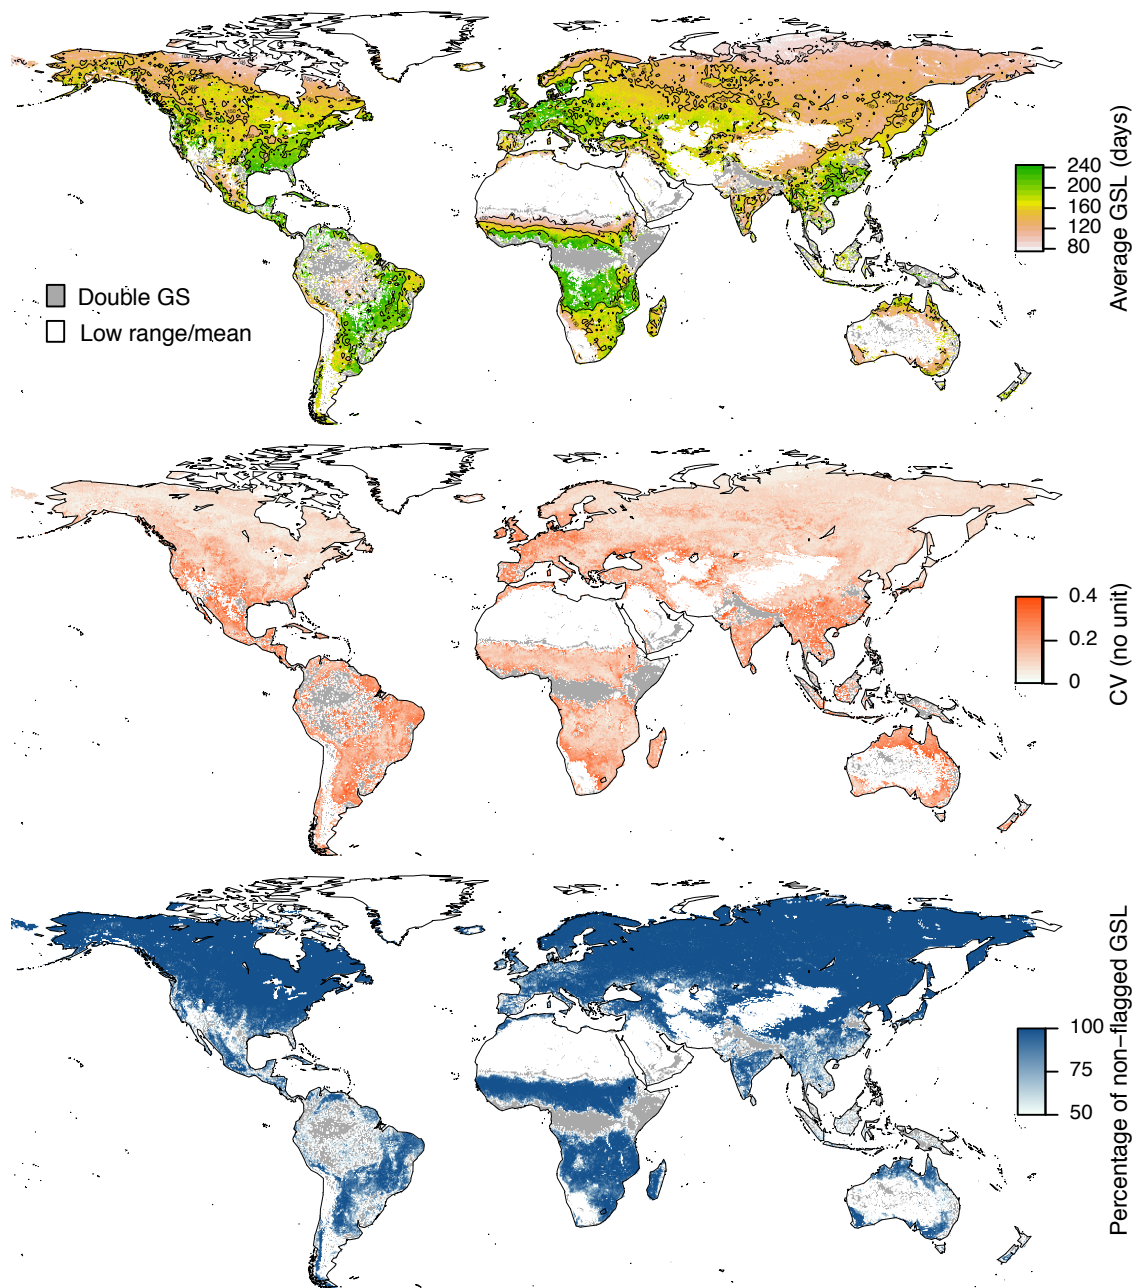 240
200
160
120
80
Average GSL (days)
Double GS
Low range/mean
0.4
0.2
0
CV (no unit)
100
75
50
Percentage of non−flagged GSL